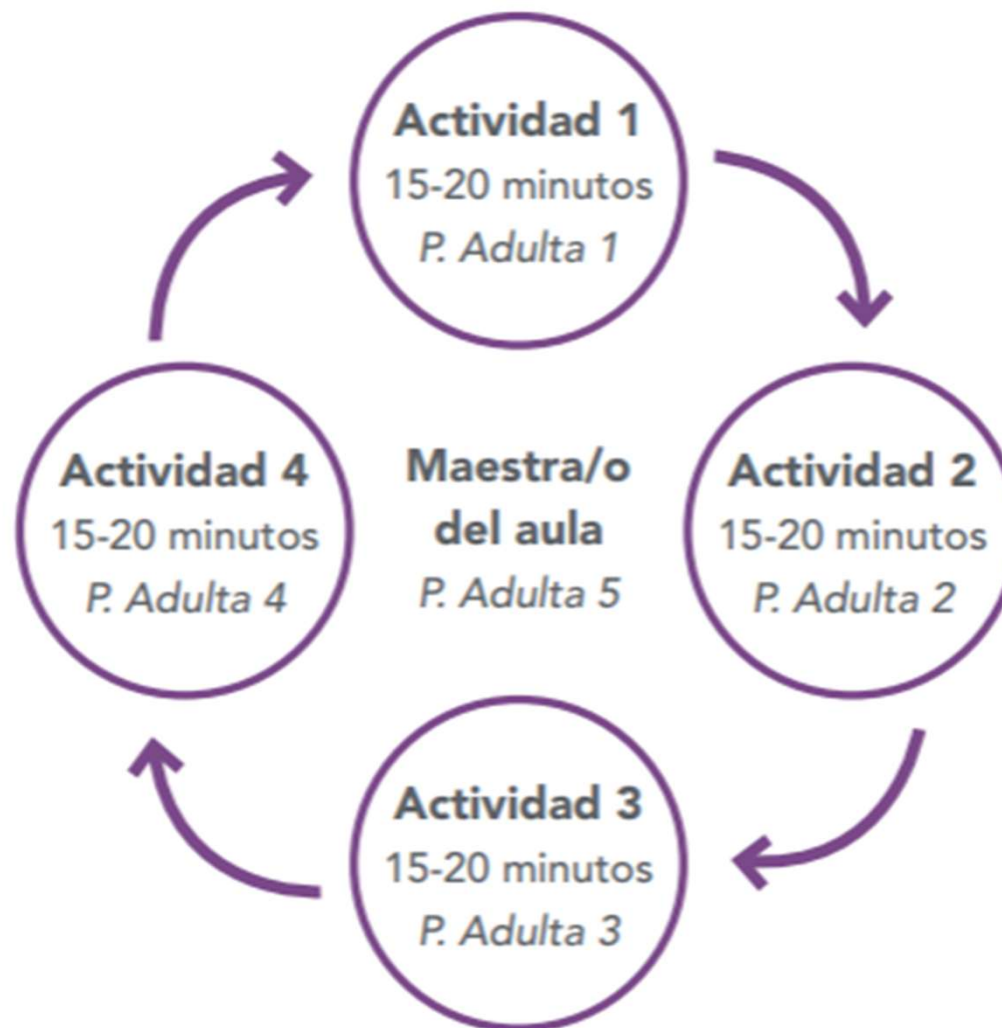 Actividad 1
15-20 minutos
P. Adulta 1
Actividad 4
15-20 minutos
P. Adulta 4
Maestra/o
del aula
P. Adulta 5
Actividad 2
15-20 minutos
P. Adulta 2
Actividad 3
15-20 minutos
P. Adulta 3